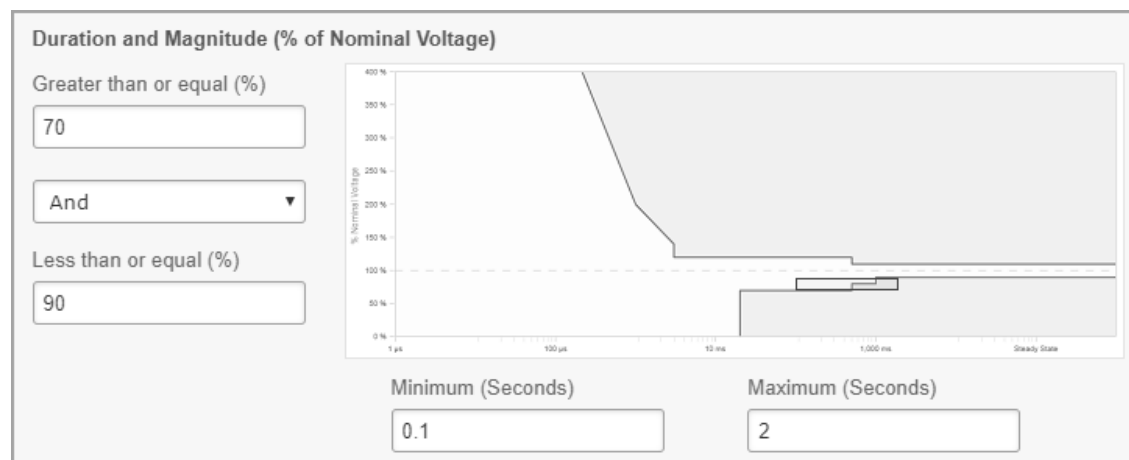 Duration and Magnitude (% of Nominal Voltage)
Greater than or equal (%)
70
And
Less than or equal (%)
90
% Nominal Voltage
400 %
350 %
300 %
250 %
200 %
150 %
100 %
50 %
0 %
1 µs
100 µs
10 ms
1,000 ms
Steady State
Minimum (Seconds)
Maximum (Seconds)
0.1
2